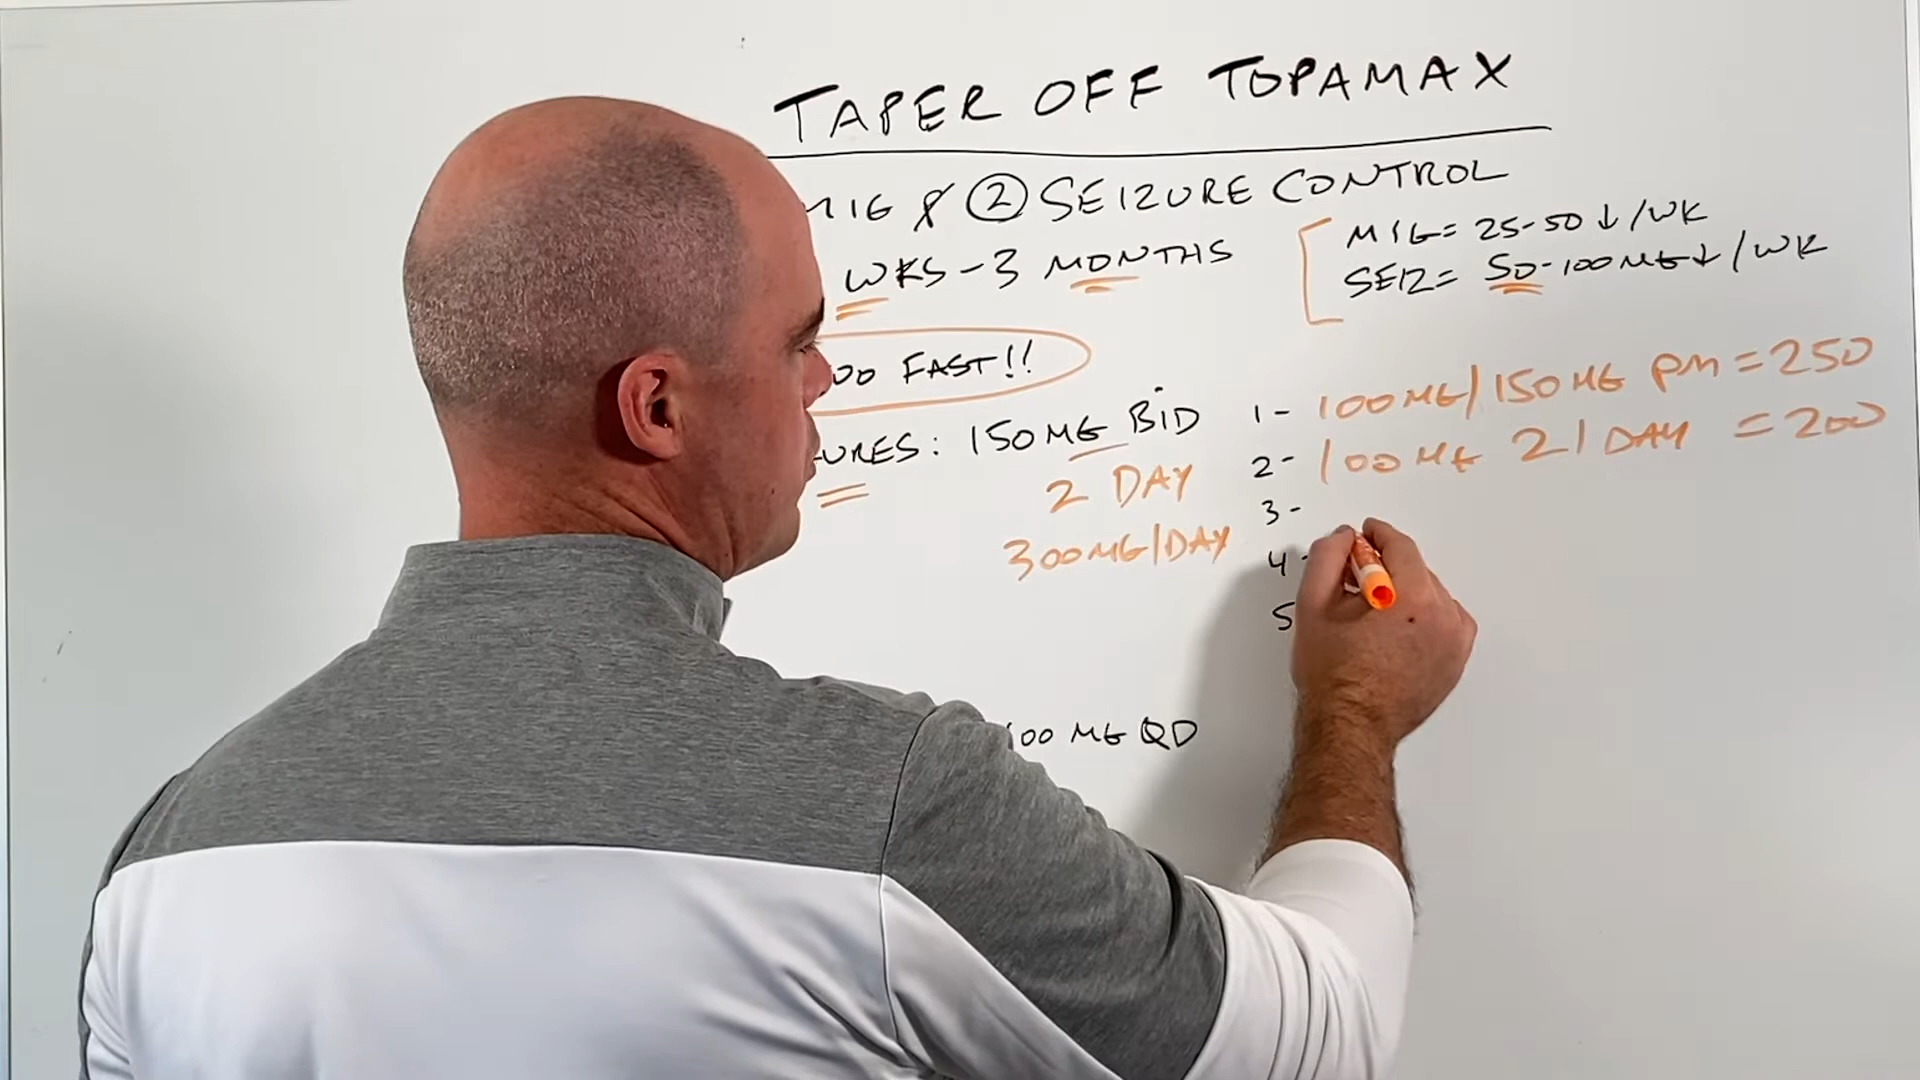 TAPER OFF TOPAMAX
MIG & ② SEIZURE CONTROL
WKS - 3 MONTHS
MIG= 25-50 ↓/WK
SEIZ= 50-100MG↓/WK
OO FAST!!
URES: 150MG BID
2 DAY
300MG/DAY
1- 100MG/150MG PM = 250
2- 100MG 2/DAY = 200
3-
4-
5
00 MG QD